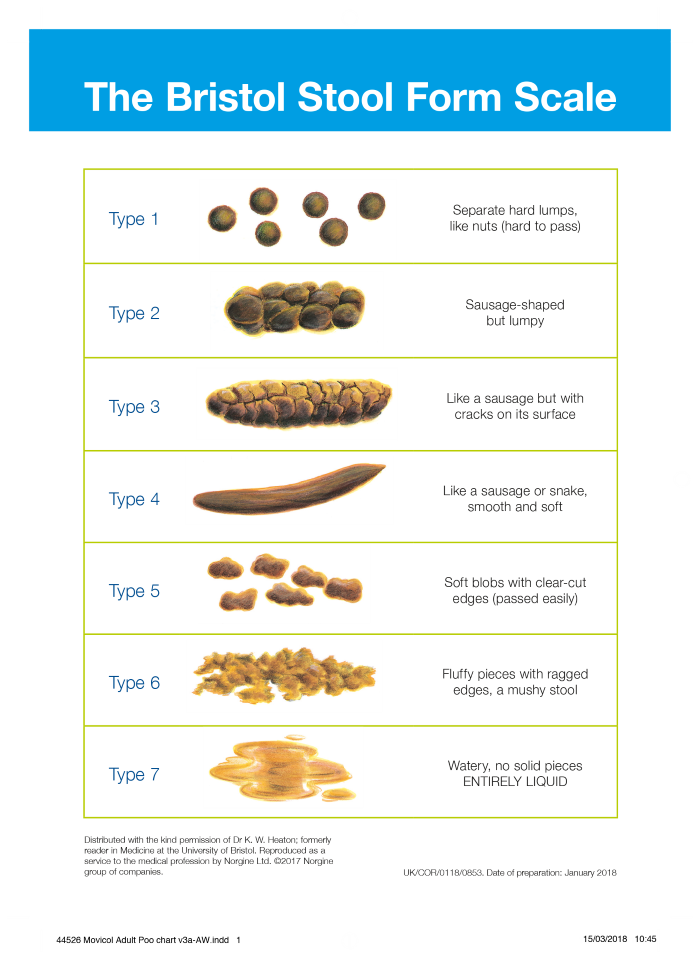 The Bristol Stool Form Scale
Type 1
Separate hard lumps,
like nuts (hard to pass)
Type 2
Sausage-shaped
but lumpy
Type 3
Like a sausage but with
cracks on its surface
Type 4
Like a sausage or snake,
smooth and soft
Type 5
Soft blobs with clear-cut
edges (passed easily)
Type 6
Fluffy pieces with ragged
edges, a mushy stool
Type 7
Watery, no solid pieces
ENTIRELY LIQUID
Distributed with the kind permission of Dr K. W. Heaton; formerly
reader in Medicine at the University of Bristol. Reproduced as a
service to the medical profession by Norgine Ltd. ©2017 Norgine
group of companies.
UK/COR/0118/0853. Date of preparation: January 2018
44526 Movicol Adult Poo chart v3a-AW.indd 1
15/03/2018 10:45